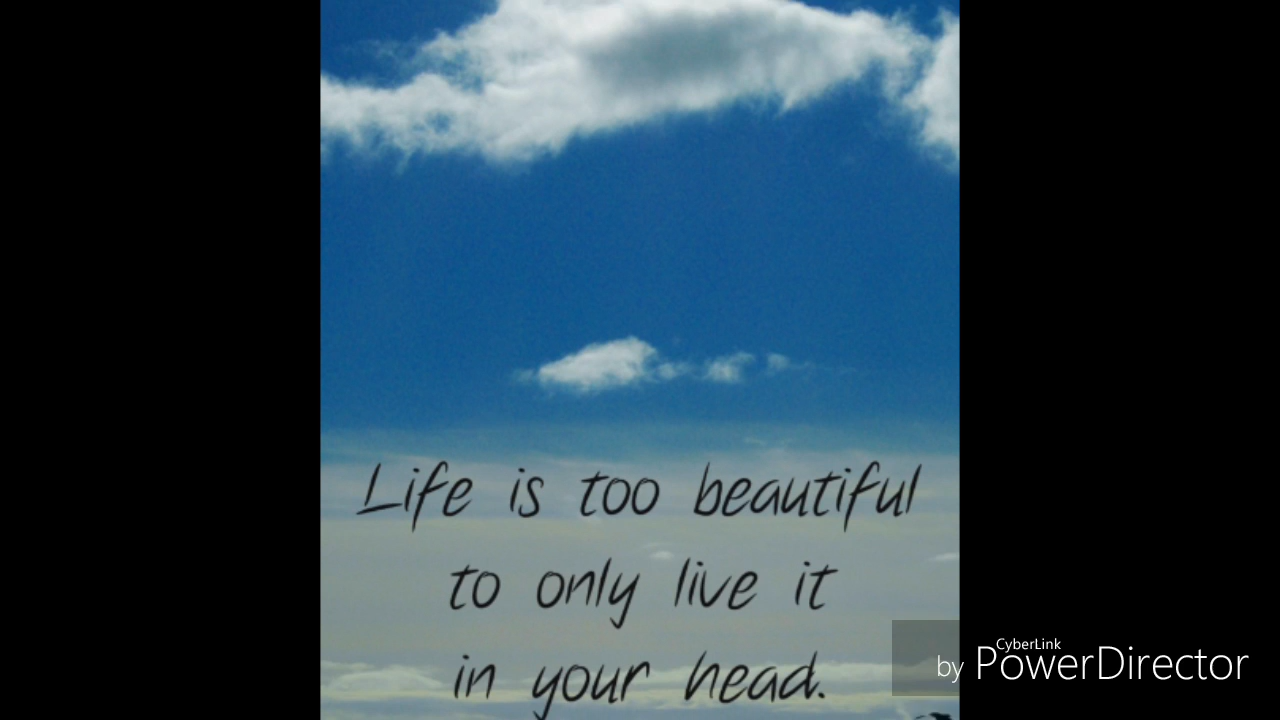 Life is too beautiful
to only live it
in your head.
CyberLink
by PowerDirector